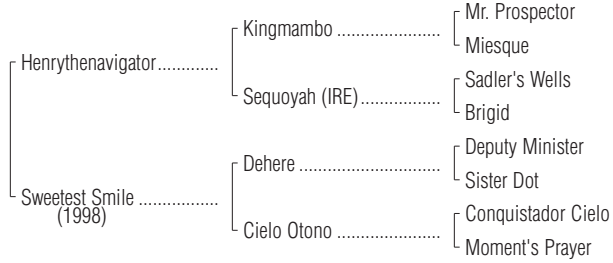 Mr. Prospector
Kingmambo ....................
Miesque
Henrythenavigator.............
Sadler's Wells
Sequoyah (IRE)................
Brigid
Deputy Minister
Dehere ...........................
Sister Dot
Sweetest Smile ................
(1998)
Conquistador Cielo
Cielo Otono ....................
Moment's Prayer